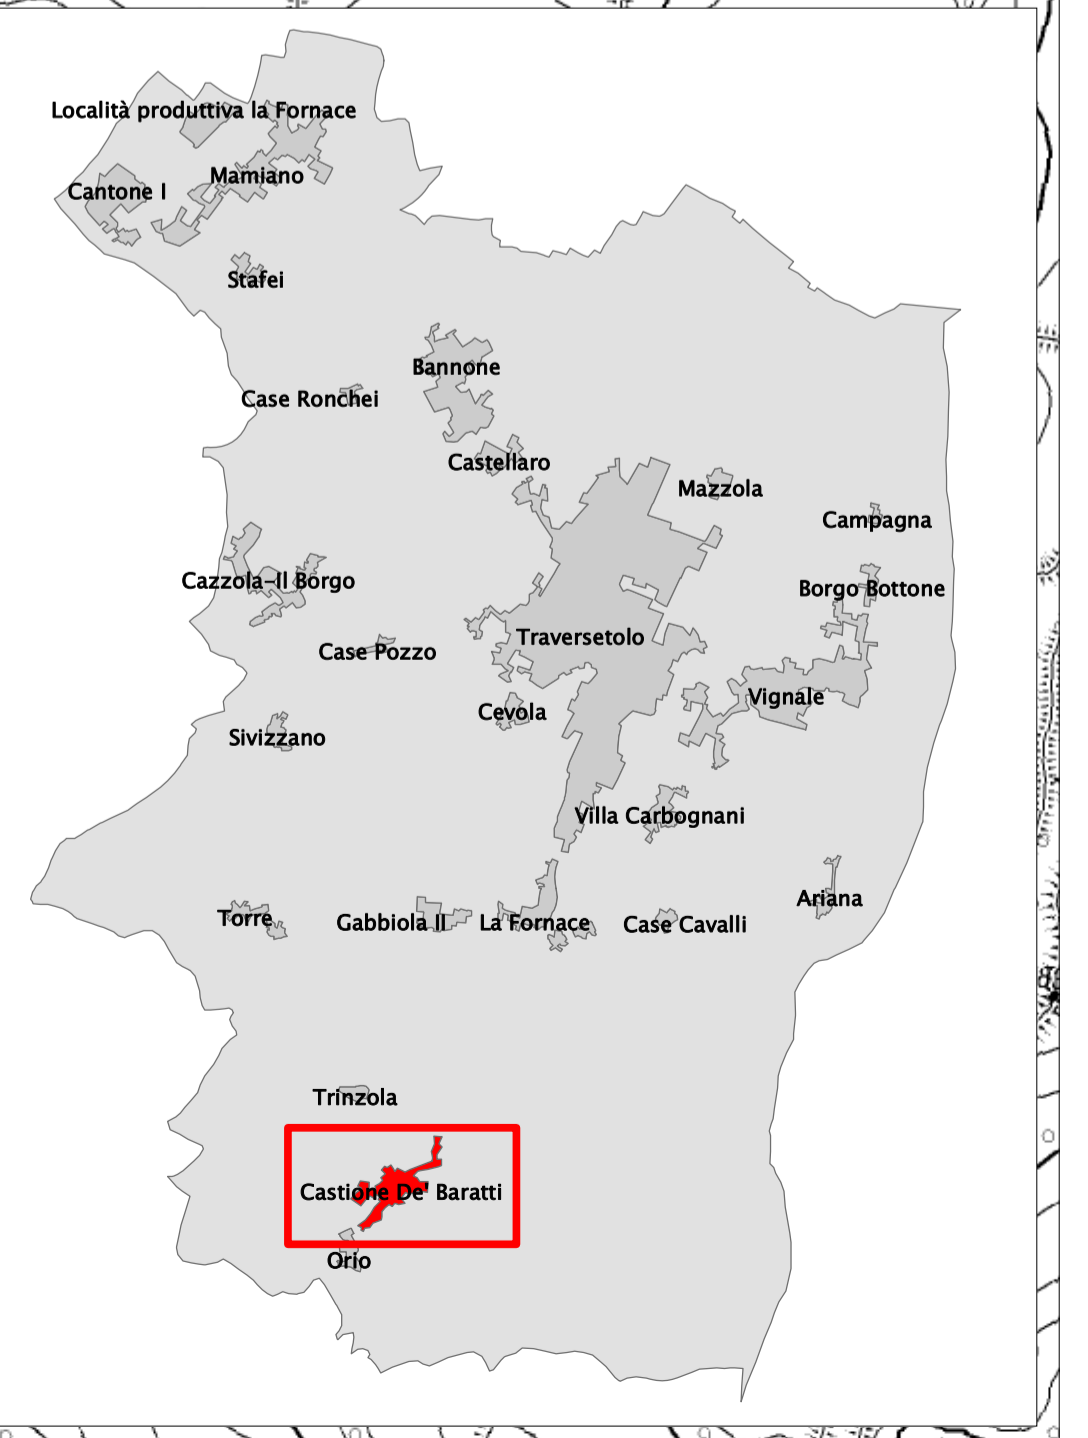 Località produttiva la Fornace
Mamiano
Cantone I
Stafei
Bannone
Case Ronchei
Castellaro
Mazzola
Campagna
Cazzola-Il Borgo
Borgo Bottone
Traversetolo
Case Pozzo
Vignale
Cevola
Sivizzano
Villa Carbognani
Ariana
Torre
Gabbiola II
La Fornace
Case Cavalli
Trinzola
Castione De' Baratti
Orio